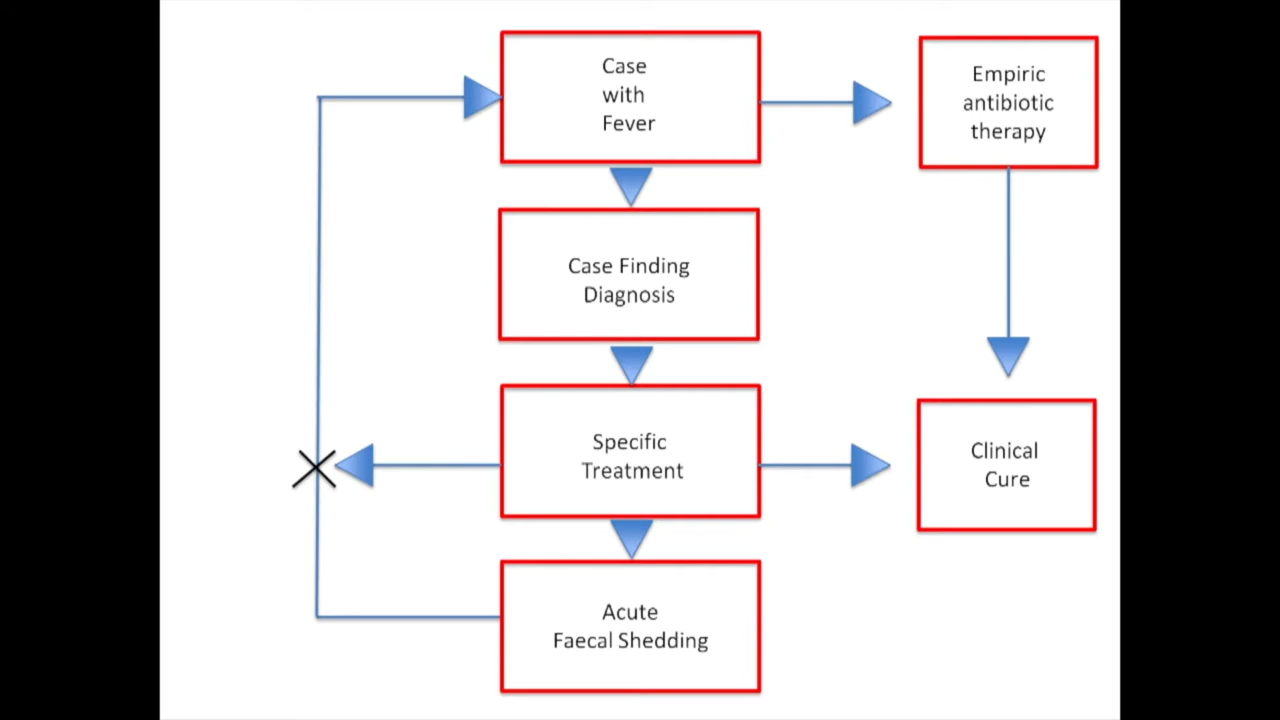 Case
with
Fever
Empiric
antibiotic
therapy
Case Finding
Diagnosis
Specific
Treatment
Clinical
Cure
Acute
Faecal Shedding